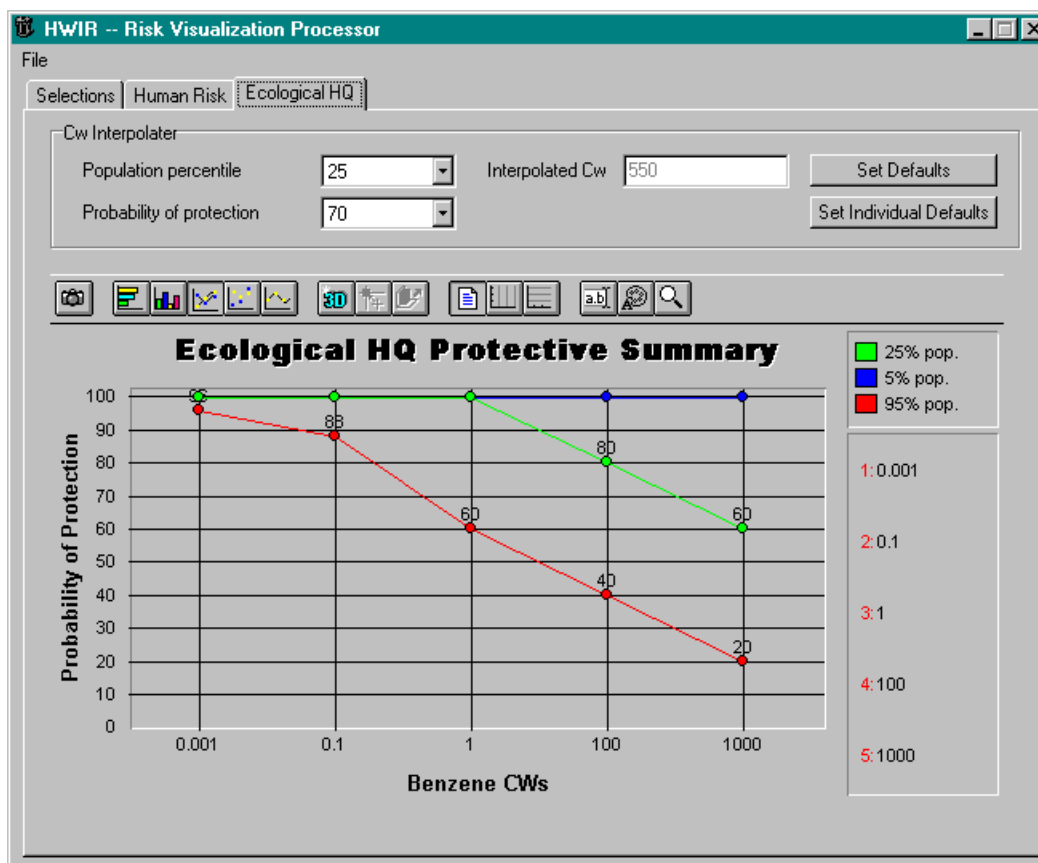 HWIR -- Risk Visualization Processor
File
Selections Human Risk Ecological HQ
Cw Interpolater
Population percentile 25 Interpolated Cw 550 Set Defaults
Probability of protection 70 Set Individual Defaults
3D a.b
Ecological HQ Protective Summary
25% pop.
5% pop.
95% pop.
Probability of Protection
100
90
80
70
60
50
40
30
20
10
0
88
60
40
20
80
60
0.001 0.1 1 100 1000
Benzene CWs
1: 0.001
2: 0.1
3: 1
4: 100
5: 1000